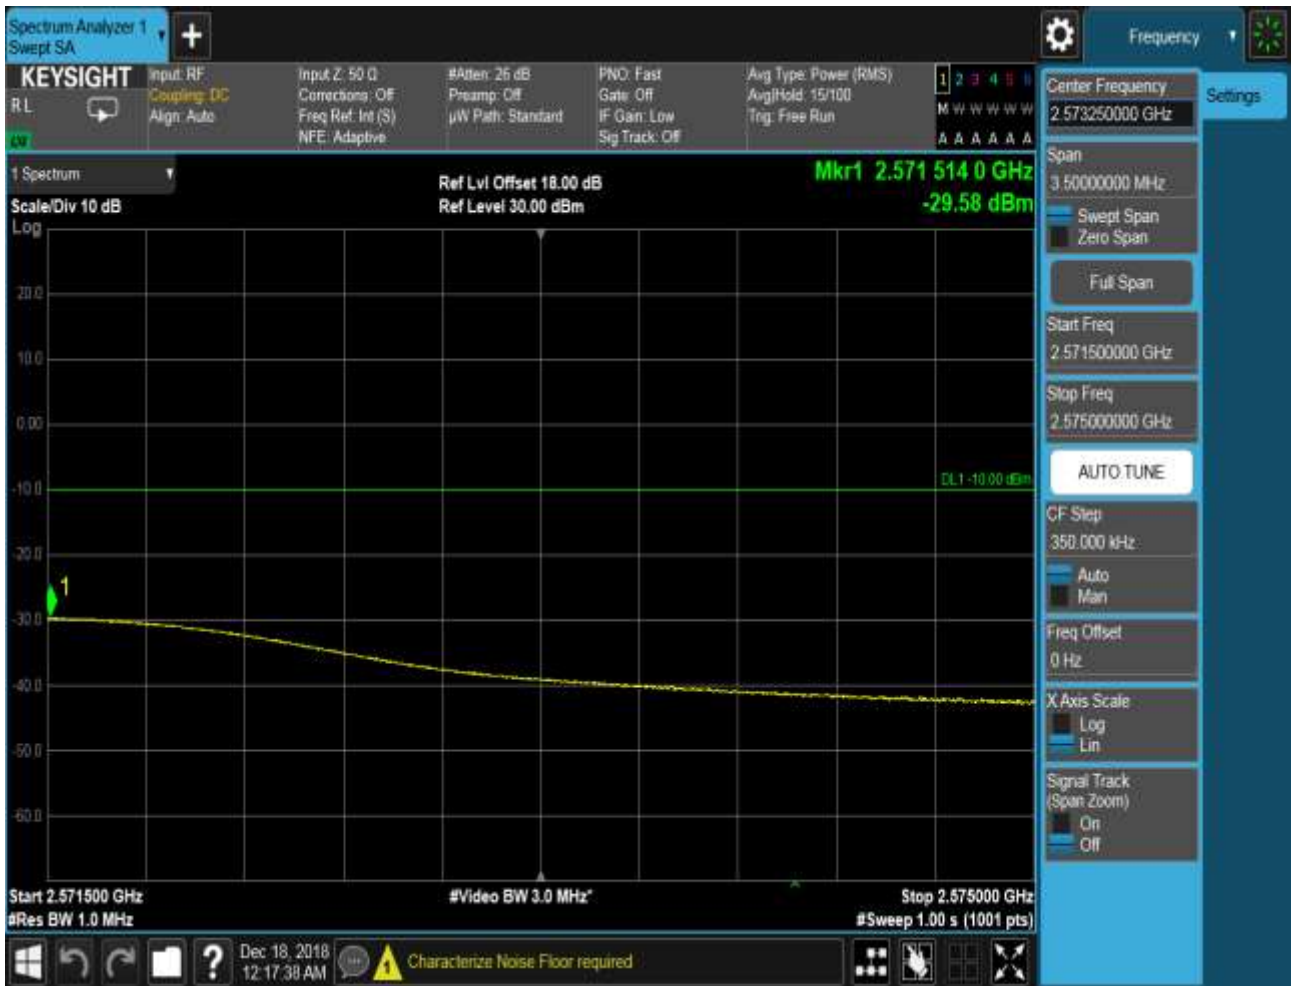 Spectrum Analyzer 1
Swept SA
Frequency
KEYSIGHT
RL
Input: RF
Coupling: DC
Align: Auto
Input Z: 50 Ω
Corrections: Off
Freq Ref: Int (S)
NFE: Adaptive
#Atten: 26 dB
Preamp: Off
µW Path: Standard
PNO: Fast
Gate: Off
IF Gain: Low
Sig Track: Off
Avg Type: Power (RMS)
Avg|Hold: 15/100
Trig: Free Run
1 2 3 4 5 6
M W W W W W
A A A A A A
1 Spectrum
Scale/Div 10 dB
Log
Ref Lvl Offset 18.00 dB
Ref Level 30.00 dBm
Mkr1 2.571 514 0 GHz
-29.58 dBm
20.0
10.0
0.00
-10.0
-20.0
-30.0
-40.0
-50.0
-60.0
DL1 -10.00 dBm
1
Start 2.571500 GHz
#Res BW 1.0 MHz
#Video BW 3.0 MHz*
Stop 2.575000 GHz
#Sweep 1.00 s (1001 pts)
Center Frequency
2.573250000 GHz
Settings
Span
3.50000000 MHz
Swept Span
Zero Span
Full Span
Start Freq
2.571500000 GHz
Stop Freq
2.575000000 GHz
AUTO TUNE
CF Step
350.000 kHz
Auto
Man
Freq Offset
0 Hz
X Axis Scale
Log
Lin
Signal Track
(Span Zoom)
On
Off
?
Dec 18, 2018
12:17:38 AM
1
Characterize Noise Floor required